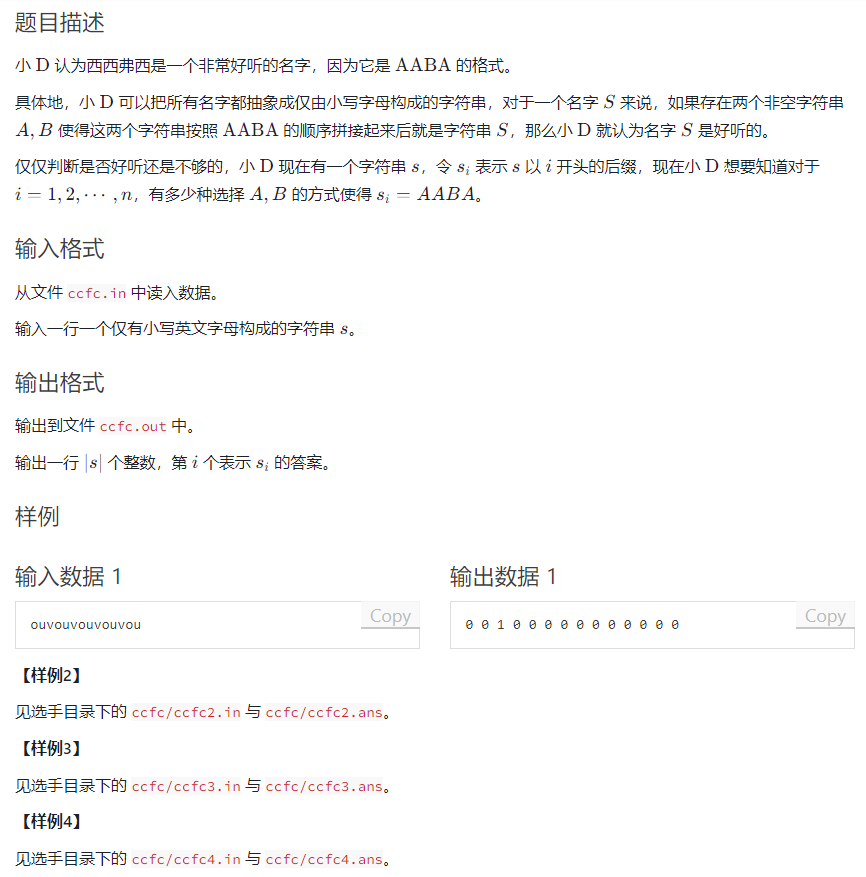 题目描述
小 D 认为西西弗西是一个非常好听的名字，因为它是 AABA 的格式。
具体地，小 D 可以把所有名字都抽象成仅由小写字母构成的字符串，对于一个名字 S 来说，如果存在两个非空字符串
A, B 使得这两个字符串按照 AABA 的顺序拼接起来后就是字符串 S，那么小 D 就认为名字 S 是好听的。
仅仅判断是否好听还是不够的，小 D 现在有一个字符串 s，令 s_i 表示 s 以 i 开头的后缀，现在小 D 想要知道对于
i = 1, 2, ⋯ , n，有多少种选择 A, B 的方式使得 s_i = AABA。
输入格式
从文件 ccfc.in 中读入数据。
输入一行一个仅有小写英文字母构成的字符串 s。
输出格式
输出到文件 ccfc.out 中。
输出一行 |s| 个整数，第 i 个表示 s_i 的答案。
样例
输入数据 1
Copy
ouvouvouvouvou
输出数据 1
Copy
0 0 1 0 0 0 0 0 0 0 0 0 0 0
【样例2】
见选手目录下的 ccfc/ccfc2.in 与 ccfc/ccfc2.ans。
【样例3】
见选手目录下的 ccfc/ccfc3.in 与 ccfc/ccfc3.ans。
【样例4】
见选手目录下的 ccfc/ccfc4.in 与 ccfc/ccfc4.ans。